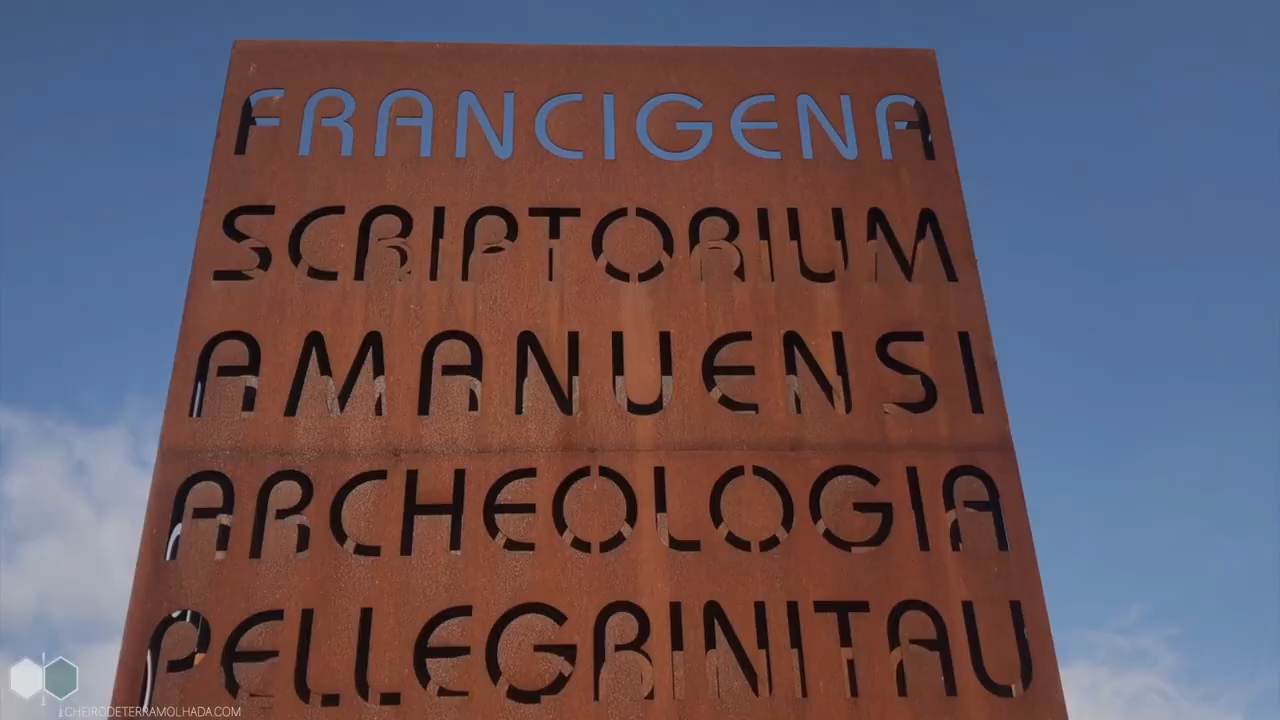 FRANCIGENA
SCRIPTORIUM
AMANUENSI
ARCHEOLOGIA
PELLEGRINITAU
CHEIRODETERRAMOLHADA.COM